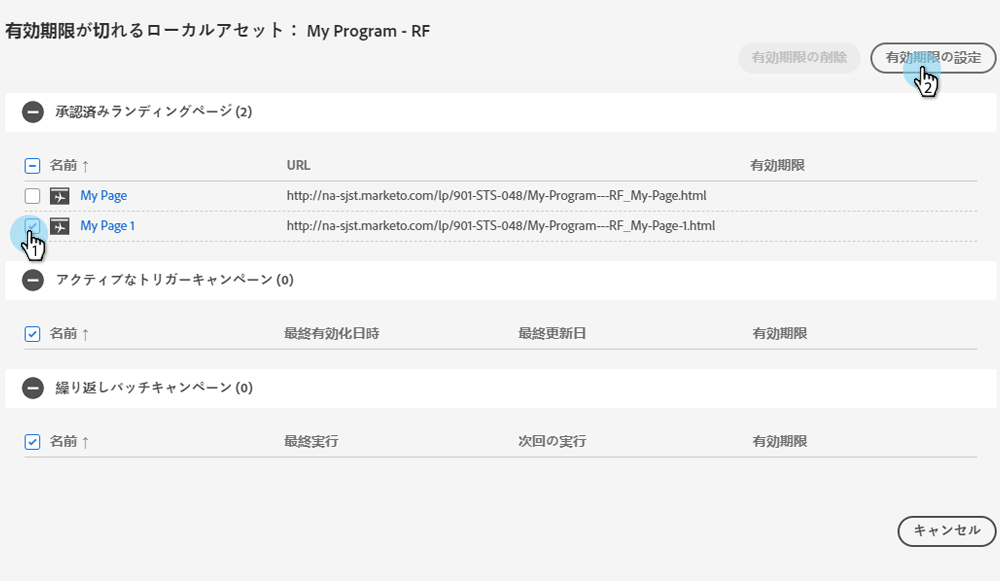 有効期限が切れるローカルアセット： My Program - RF
有効期限の削除 有効期限の設定
2
承認済みランディングページ (2)
名前 ↑ URL 有効期限
My Page http://na-sjst.marketo.com/lp/901-STS-048/My-Program---RF_My-Page.html
My Page 1 http://na-sjst.marketo.com/lp/901-STS-048/My-Program---RF_My-Page-1.html
1
アクティブなトリガーキャンペーン (0)
名前 ↑ 最終有効化日時 最終更新日 有効期限
繰り返しバッチキャンペーン (0)
名前 ↑ 最終実行 次回の実行 有効期限
キャンセル